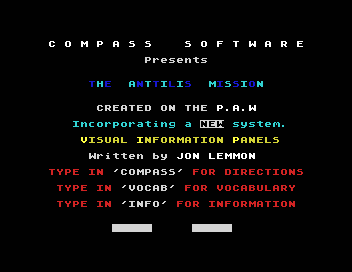 COMPASS SOFTWARE
Presents
THE ANTTILIS MISSION
CREATED ON THE P.A.W
Incorporating a NEW system.
VISUAL INFORMATION PANELS
Written by JON LEMMON
TYPE IN 'COMPASS' FOR DIRECTIONS
TYPE IN 'VOCAB' FOR VOCABULARY
TYPE IN 'INFO' FOR INFORMATION